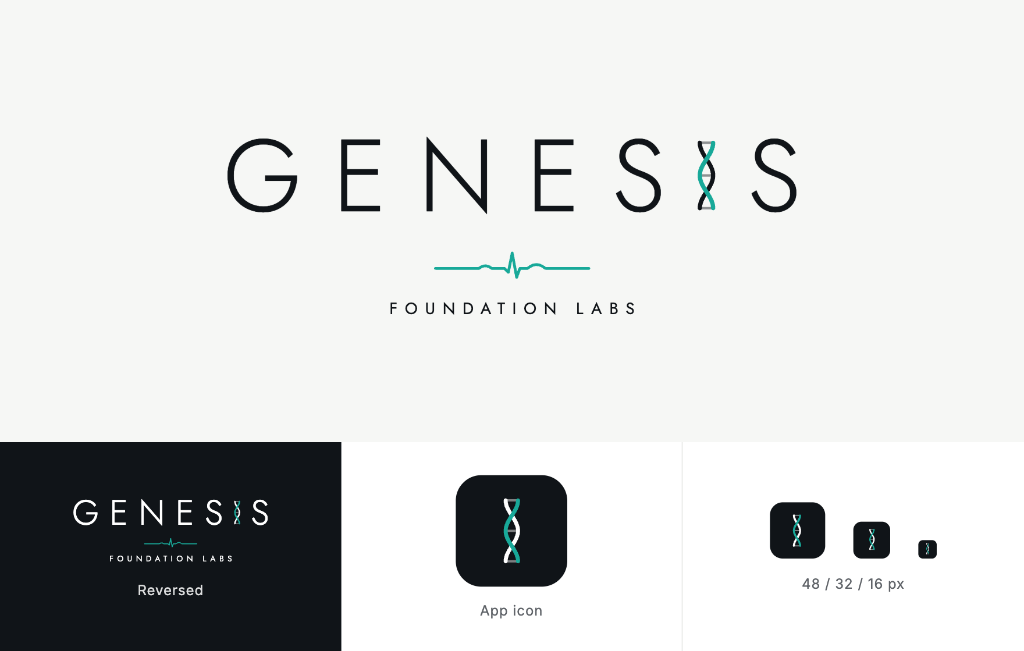 GENESIS
FOUNDATION LABS
GENESIS
FOUNDATION LABS
Reversed
App icon
48 / 32 / 16 px